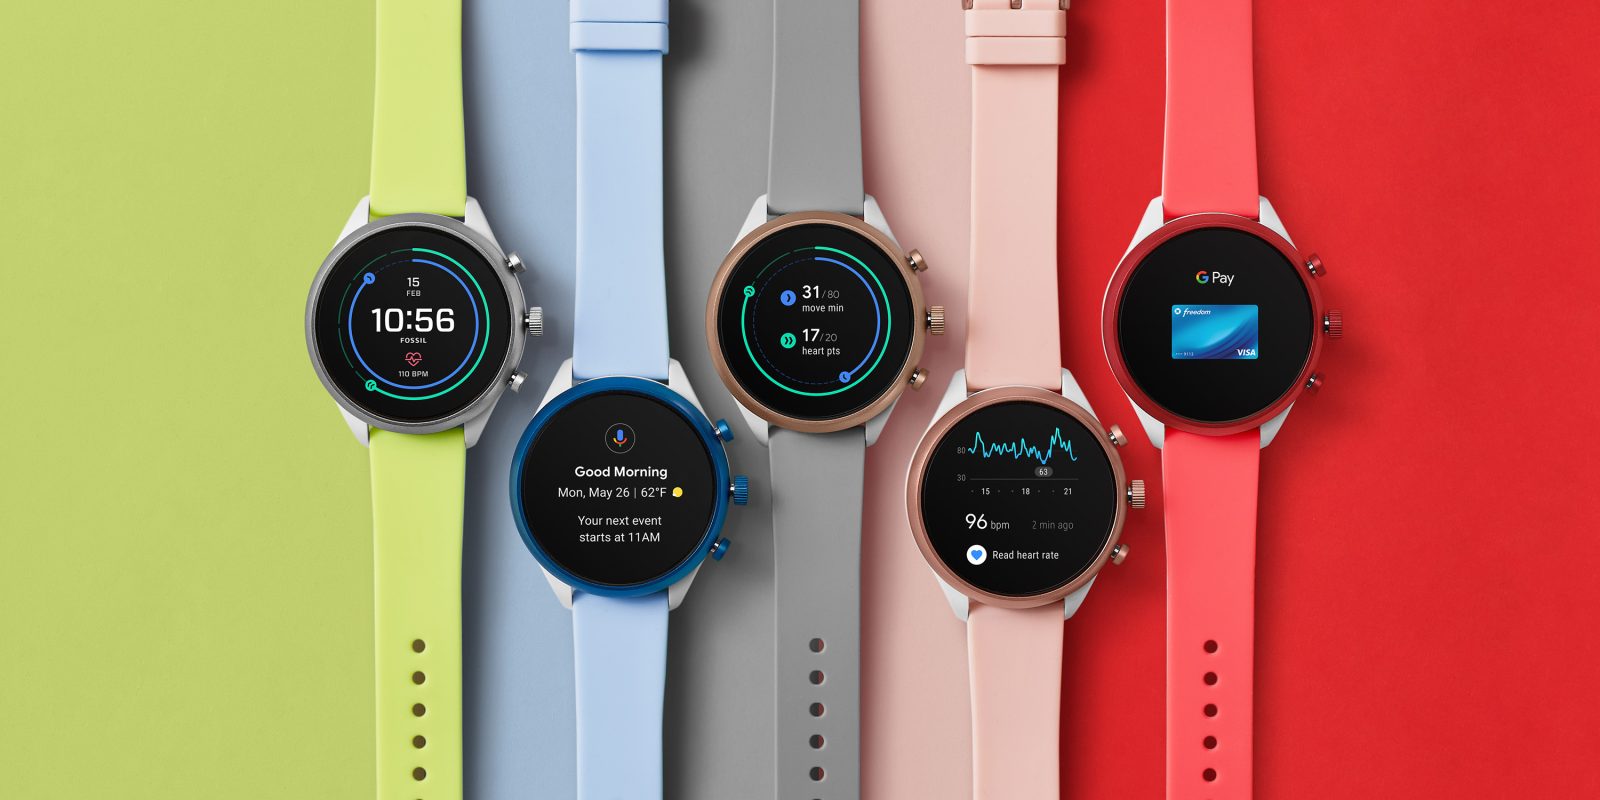 15
FEB
10:56
FOSSIL
110 BPM
Good Morning
Mon, May 26 | 62°F
Your next event
starts at 11AM
31/80
move min
17/20
heart pts
80
63
30
15 18 21
96 bpm 2 min ago
Read heart rate
G Pay
freedom
VISA